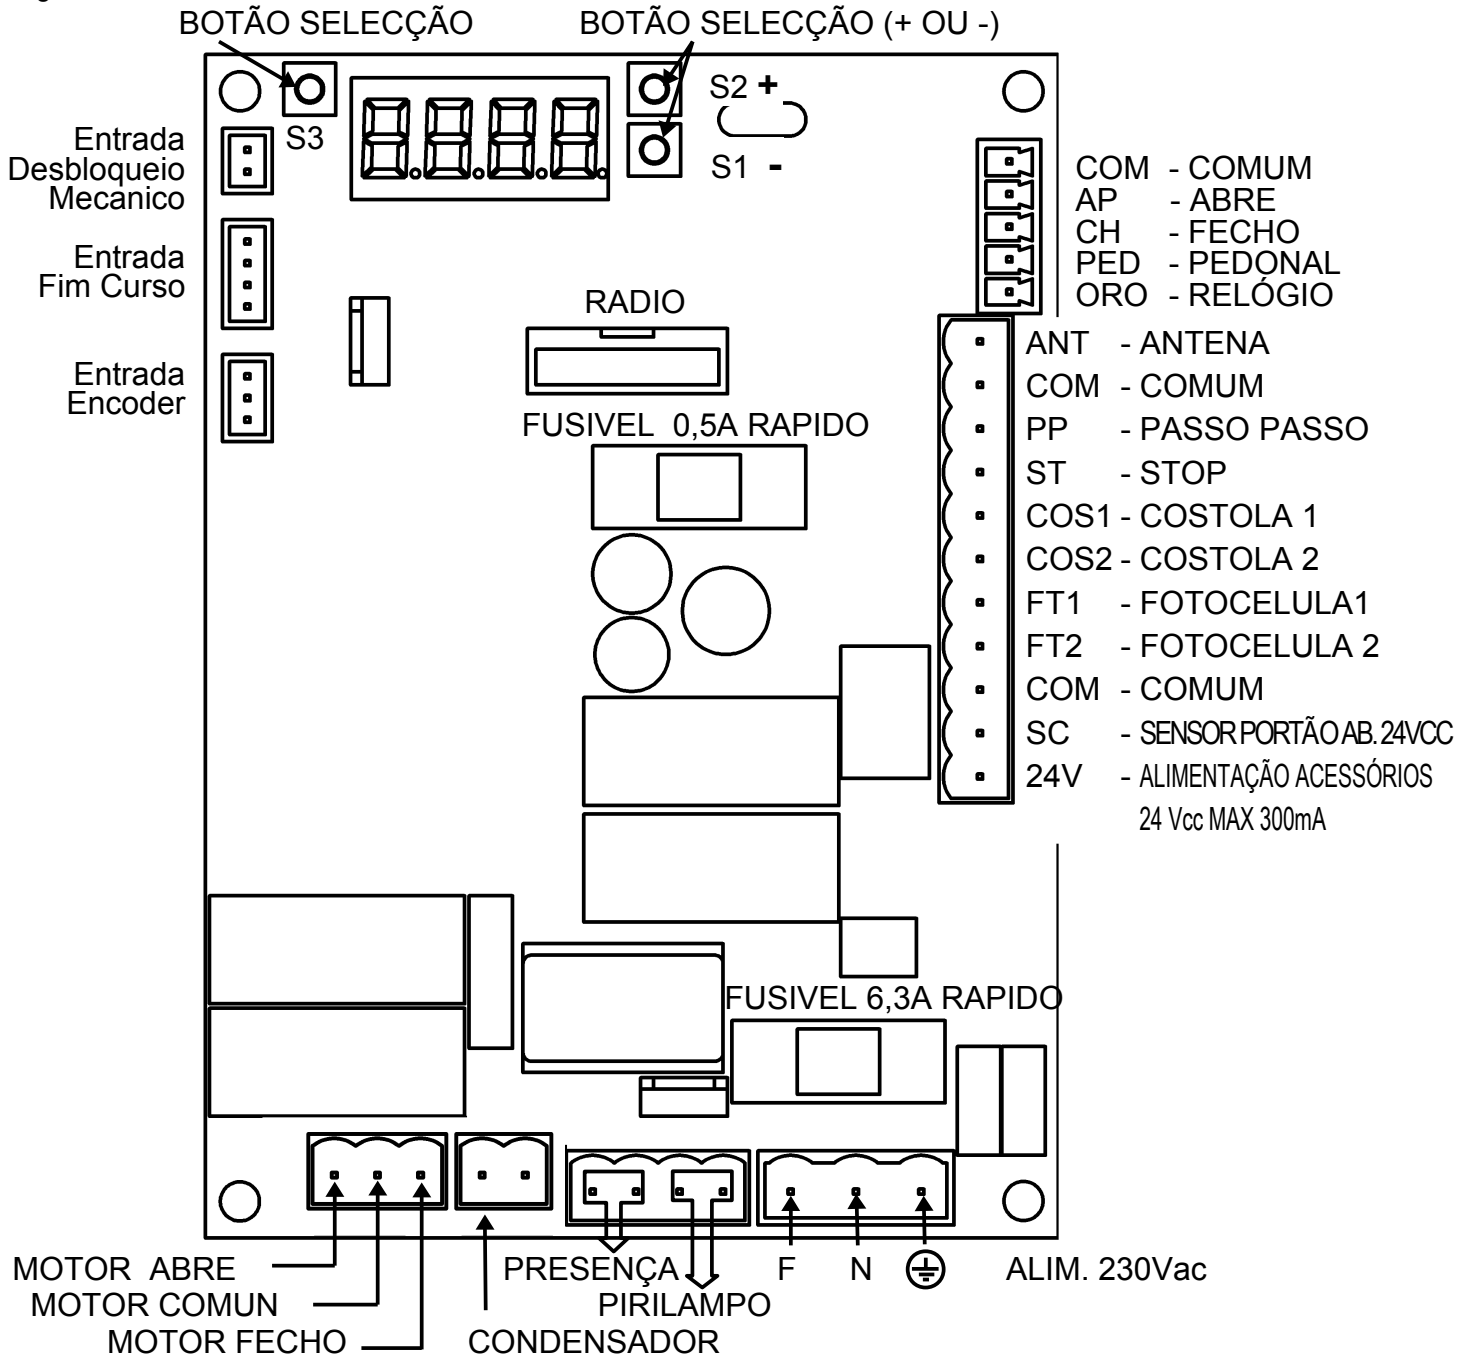 BOTÃO SELECÇÃO
BOTÃO SELECÇÃO (+ OU -)
S3
S2 +
S1 -
Entrada
Desbloqueio
Mecanico
Entrada
Fim Curso
Entrada
Encoder
RADIO
FUSIVEL 0,5A RAPIDO
COM - COMUM
AP - ABRE
CH - FECHO
PED - PEDONAL
ORO - RELÓGIO
ANT - ANTENA
COM - COMUM
PP - PASSO PASSO
ST - STOP
COS1 - COSTOLA 1
COS2 - COSTOLA 2
FT1 - FOTOCELULA1
FT2 - FOTOCELULA 2
COM - COMUM
SC - SENSOR PORTÃO AB. 24VCC
24V - ALIMENTAÇÃO ACESSÓRIOS
24 Vcc MAX 300mA
FUSIVEL 6,3A RAPIDO
MOTOR ABRE
MOTOR COMUN
MOTOR FECHO
CONDENSADOR
PRESENÇA
PIRILAMPO
F N
ALIM. 230Vac